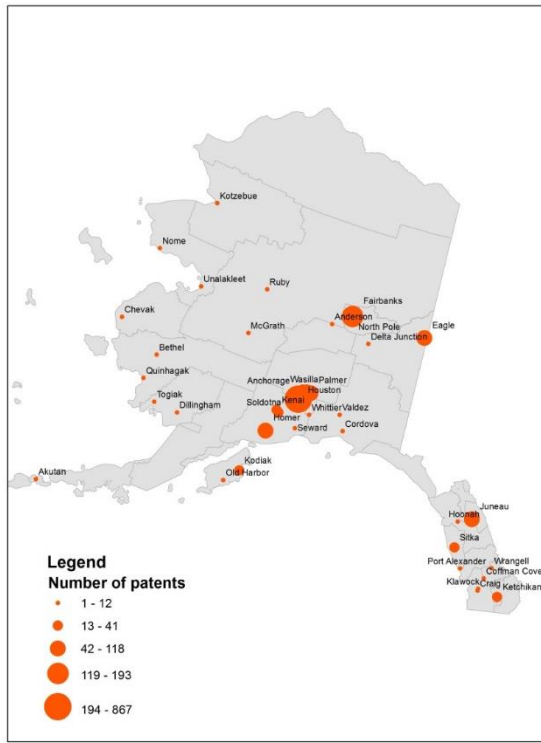 Kotzebue
Nome
Unalakleet
Ruby
Fairbanks
Chevak
Anderson
North Pole
Eagle
McGrath
Delta Junction
Bethel
Quinhagak
Anchorage Wasilla Palmer
Houston
Togiak
Soldotna Kenai
Dillingham
Whittier Valdez
Homer
Seward
Cordova
Kodiak
Akutan
Old Harbor
Juneau
Hoonah
Sitka
Port Alexander
Wrangell
Coffman Cove
Klawock Craig
Ketchikan
Legend
Number of patents
1 - 12
13 - 41
42 - 118
119 - 193
194 - 867